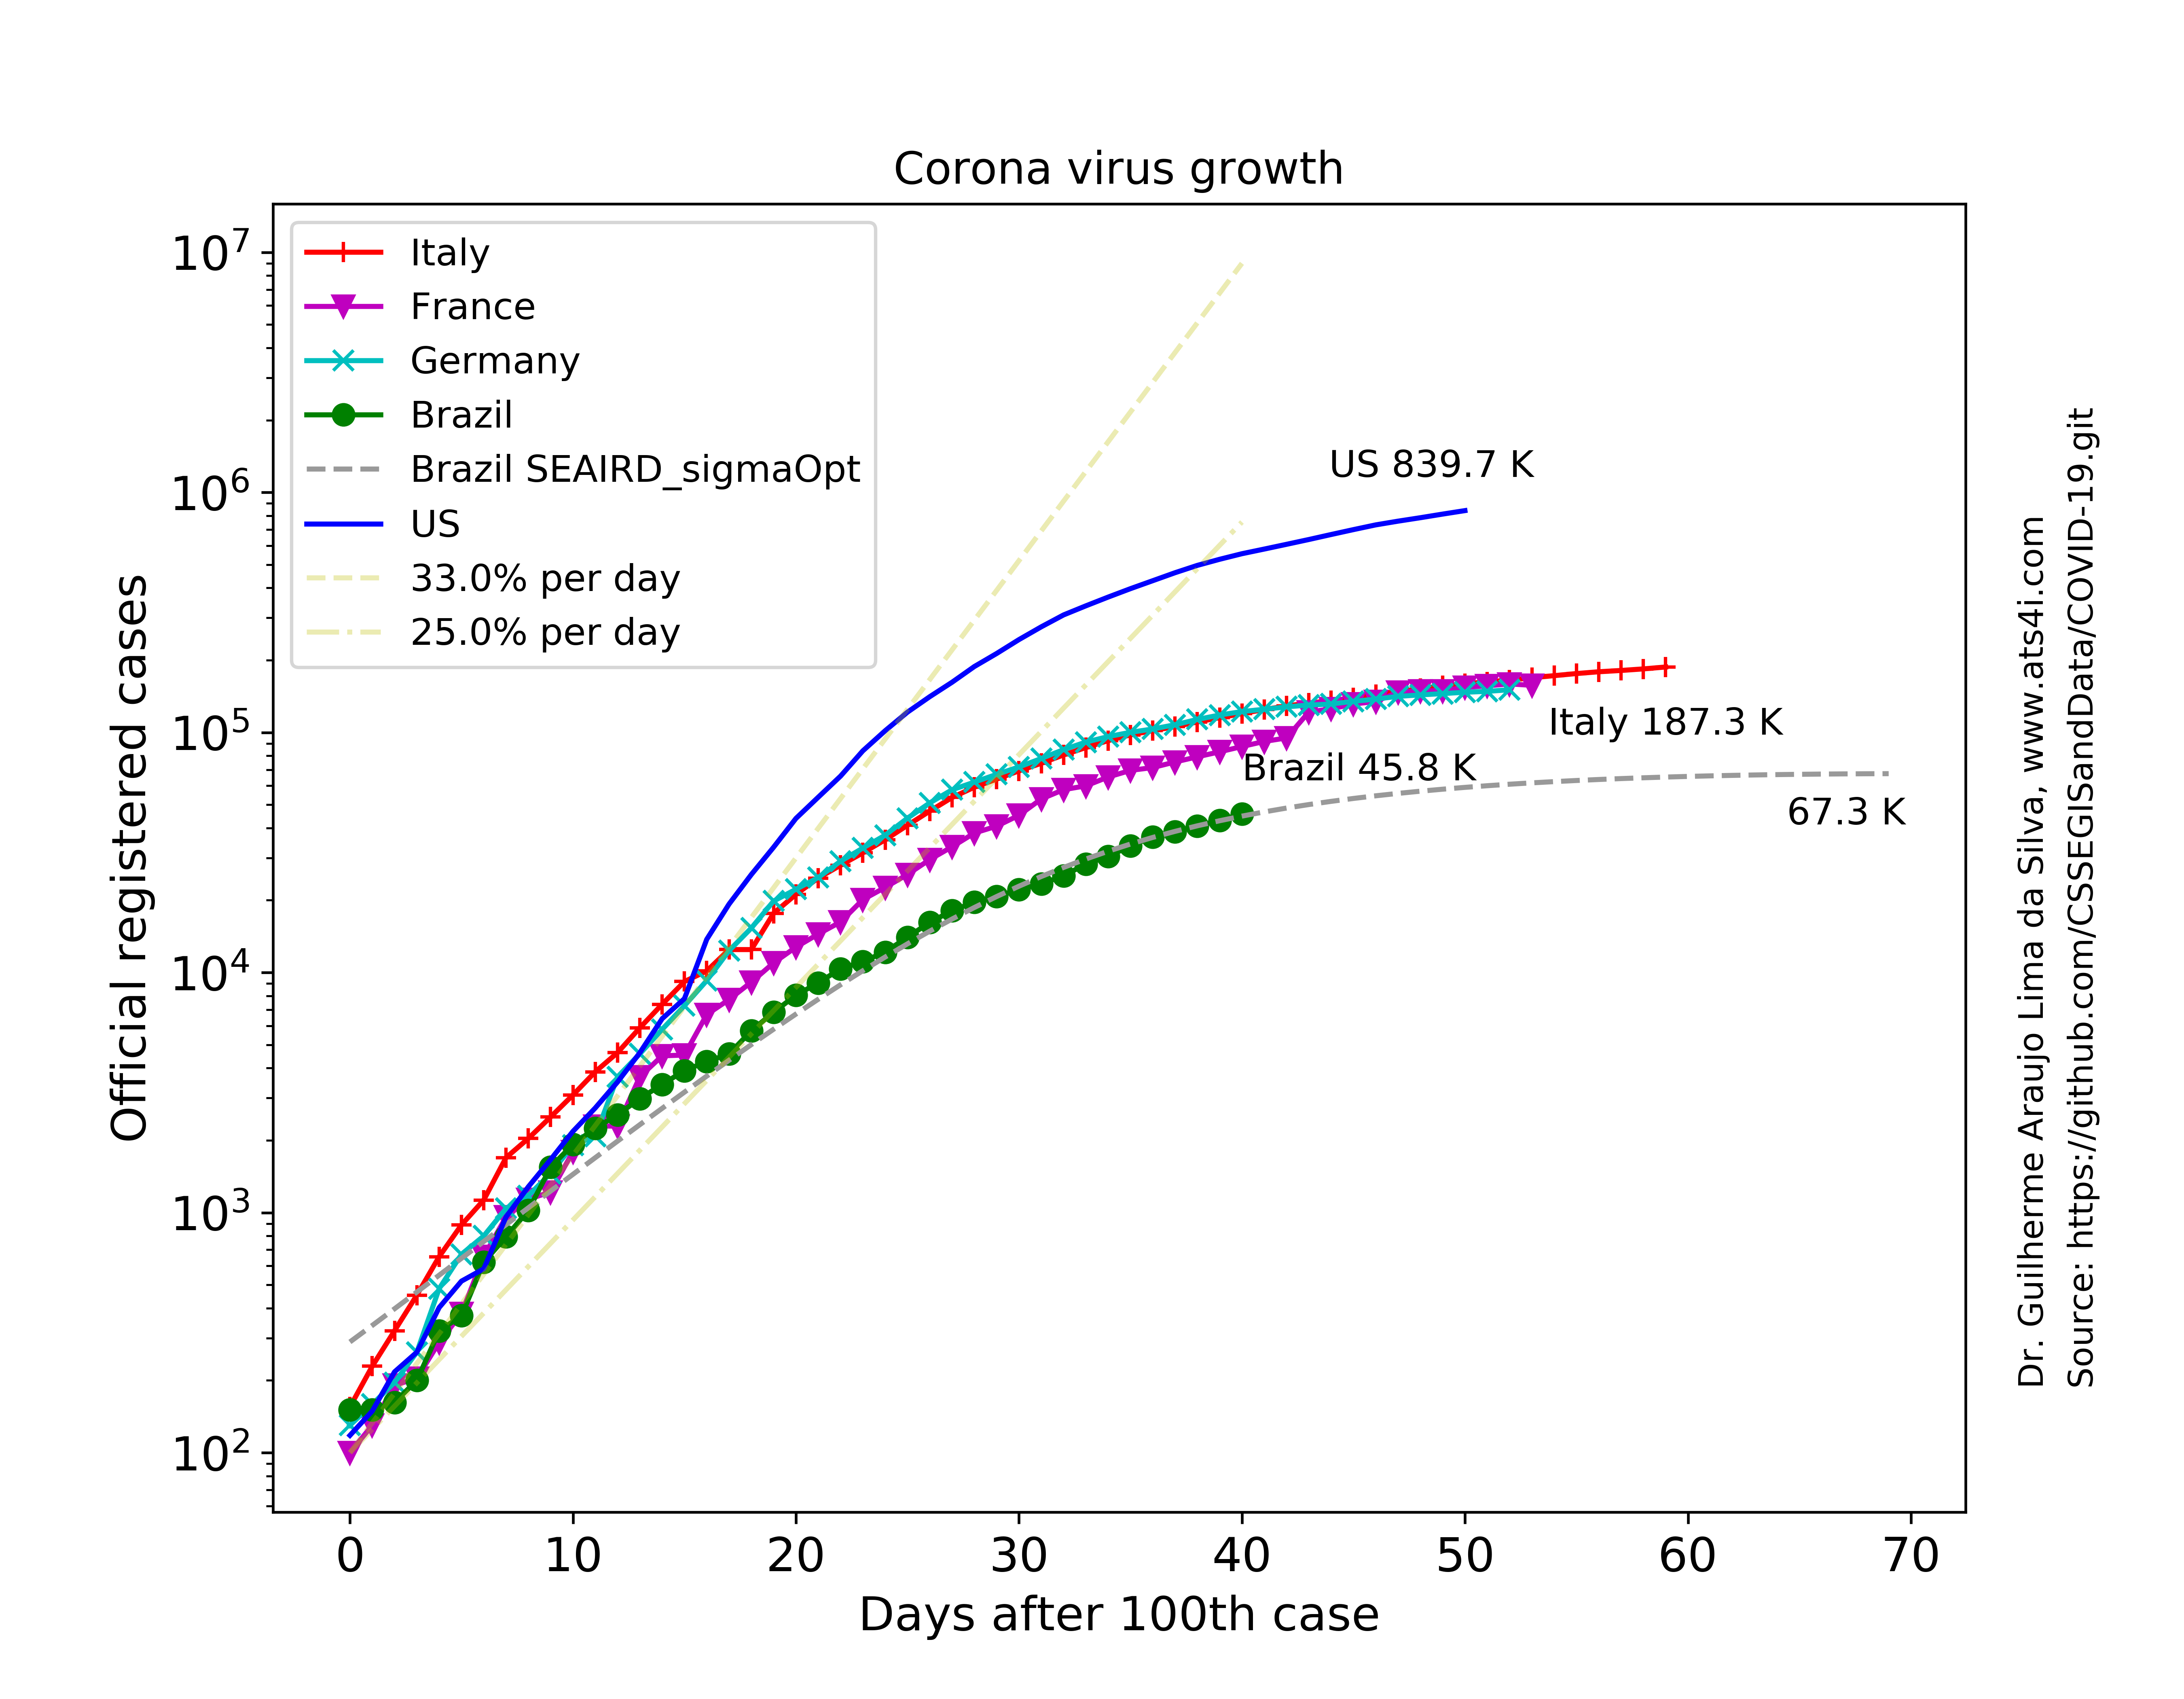 Corona virus growth
Italy
France
Germany
Brazil
Brazil SEAIRD_sigmaOpt
US
33.0% per day
25.0% per day
10^7
10^6
10^5
10^4
10^3
10^2
Official registered cases
US 839.7 K
Italy 187.3 K
Brazil 45.8 K
67.3 K
0 10 20 30 40 50 60 70
Days after 100th case
Dr. Guilherme Araujo Lima da Silva, www.ats4i.com
Source: https://github.com/CSSEGISandData/COVID-19.git